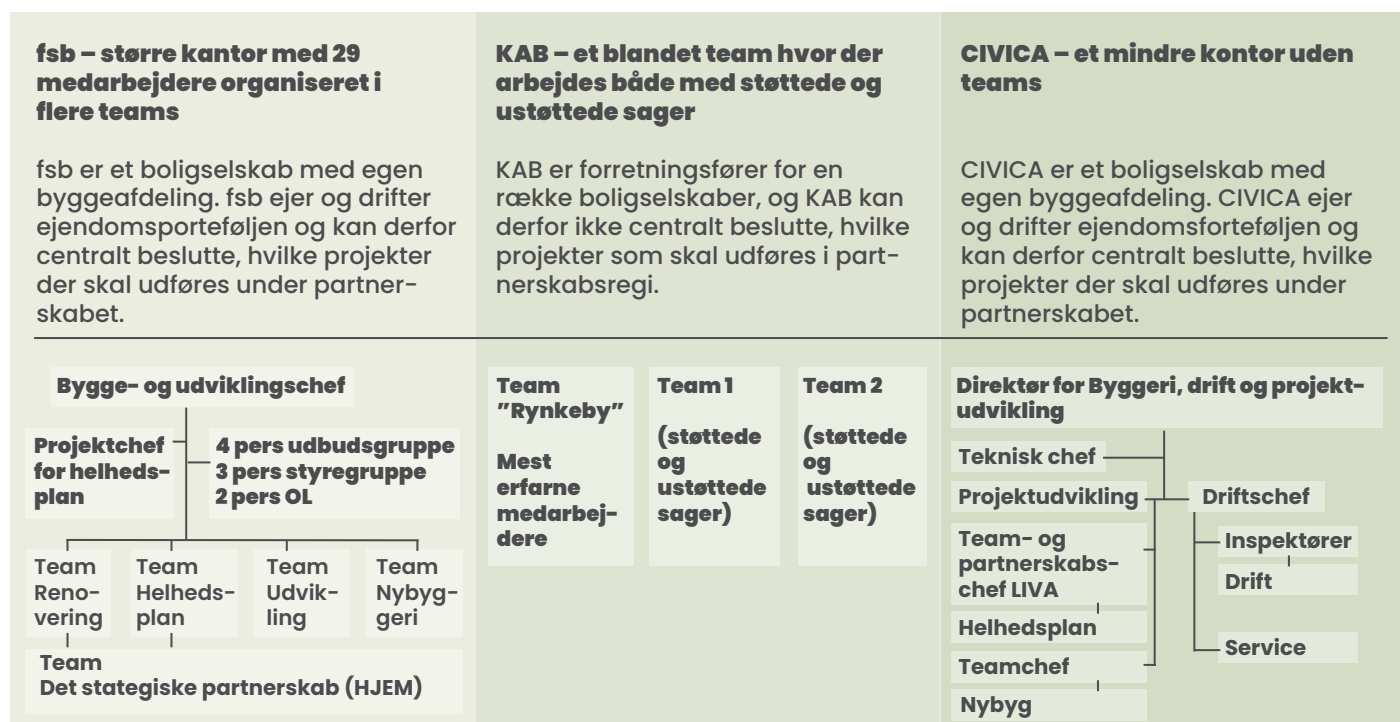 fsb – større kantor med 29
medarbejdere organiseret i
flere teams
fsb er et boligselskab med egen
byggeafdeling. fsb ejer og drifter
ejendomsporteføljen og kan derfor
centralt beslutte, hvilke projekter
der skal udføres under partner-
skabet.
KAB – et blandet team hvor der
arbejdes både med støttede og
ustøttede sager
KAB er forretningsfører for en
række boligselskaber, og KAB kan
derfor ikke centralt beslutte, hvilke
projekter som skal udføres i part-
nerskabsregi.
CIVICA – et mindre kontor uden
teams
CIVICA er et boligselskab med
egen byggeafdeling. CIVICA ejer
og drifter ejendomsforteføljen og
kan derfor centralt beslutte, hvilke
projekter der skal udføres under
partnerskabet.
Bygge- og udviklingschef
Projektchef
for helheds-
plan
4 pers udbudsgruppe
3 pers styregruppe
2 pers OL
Team
Reno-
vering
Team
Helheds-
plan
Team
Udvik-
ling
Team
Nybyg-
geri
Team
Det stategiske partnerskab (HJEM)
Team
”Rynkeby”
Mest
erfarne
medarbej-
dere
Team 1
(støttede
og
ustøttede
sager)
Team 2
(støttede
og
ustøttede
sager)
Direktør for Byggeri, drift og projekt-
udvikling
Teknisk chef
Projektudvikling
Team- og
partnerskabs-
chef LIVA
Helhedsplan
Teamchef
Nybyg
Driftschef
Inspektører
Drift
Service